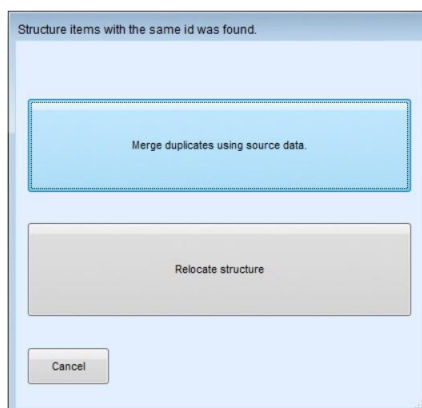 Structure items with the same id was found.
Merge duplicates using source data.
Relocate structure
Cancel